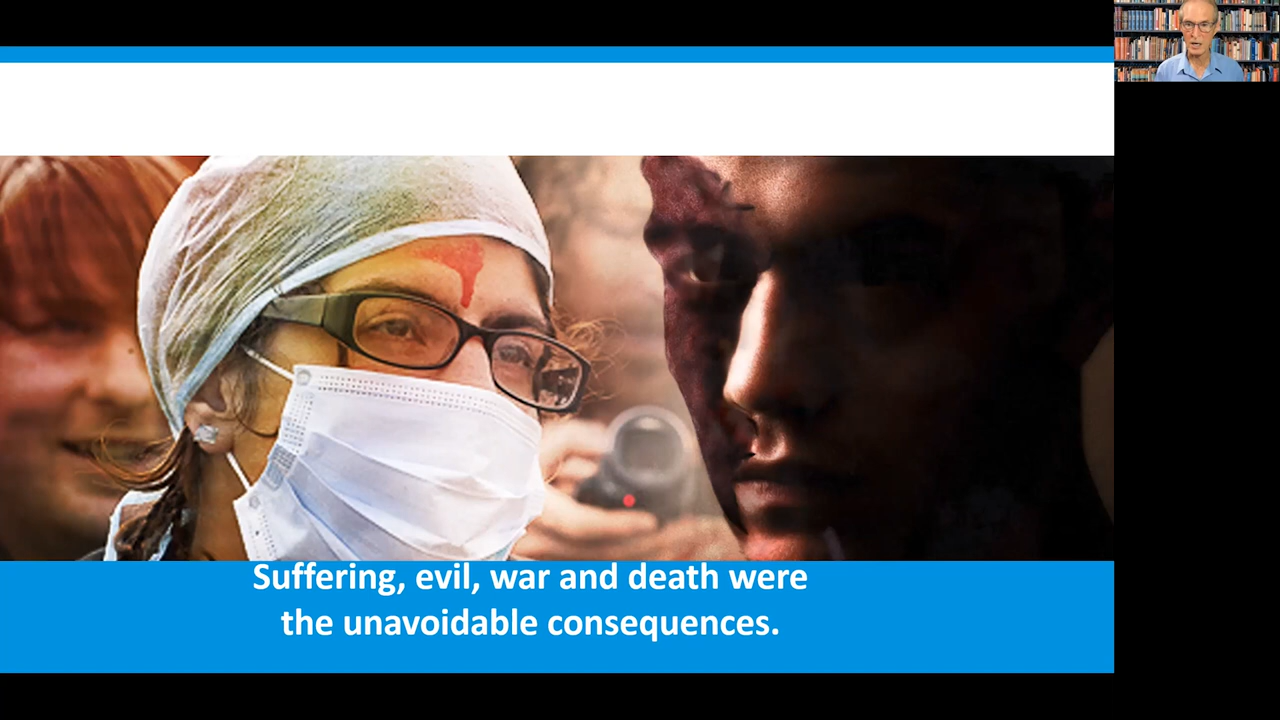 Suffering, evil, war and death were
the unavoidable consequences.